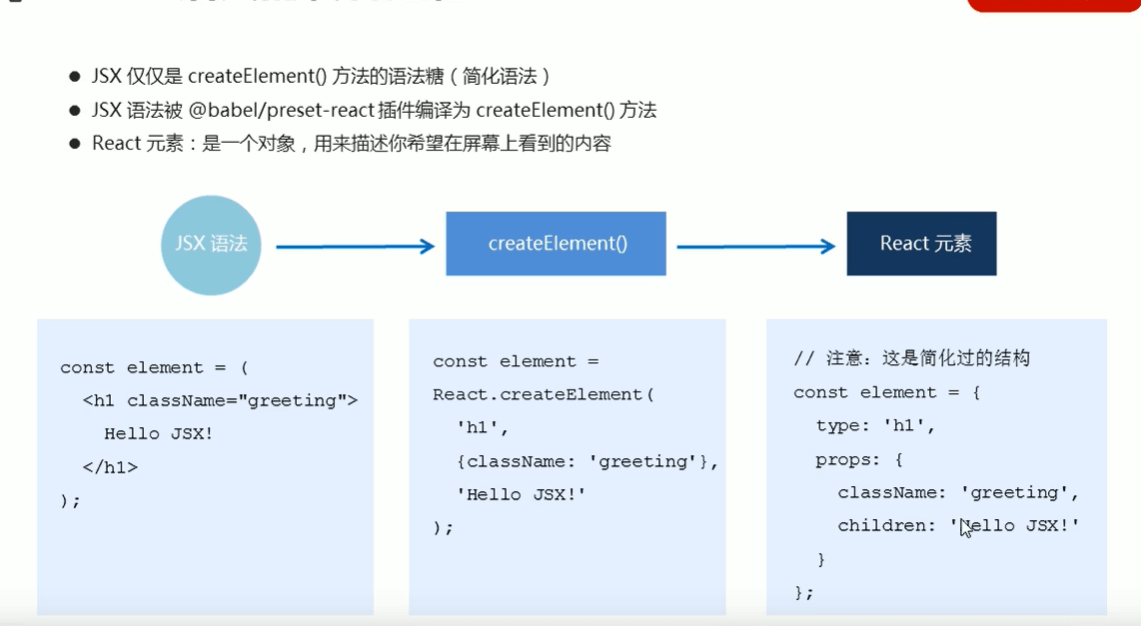 ● JSX 仅仅是 createElement() 方法的语法糖（简化语法）
● JSX 语法被 @babel/preset-react 插件编译为 createElement() 方法
● React 元素：是一个对象，用来描述你希望在屏幕上看到的内容
JSX 语法
createElement()
React 元素
const element = (
<h1 className="greeting">
Hello JSX!
</h1>
);
const element =
React.createElement(
'h1',
{className: 'greeting'},
'Hello JSX!'
);
// 注意: 这是简化过的结构
const element = {
type: 'h1',
props: {
className: 'greeting',
children: 'Hello JSX!'
}
};